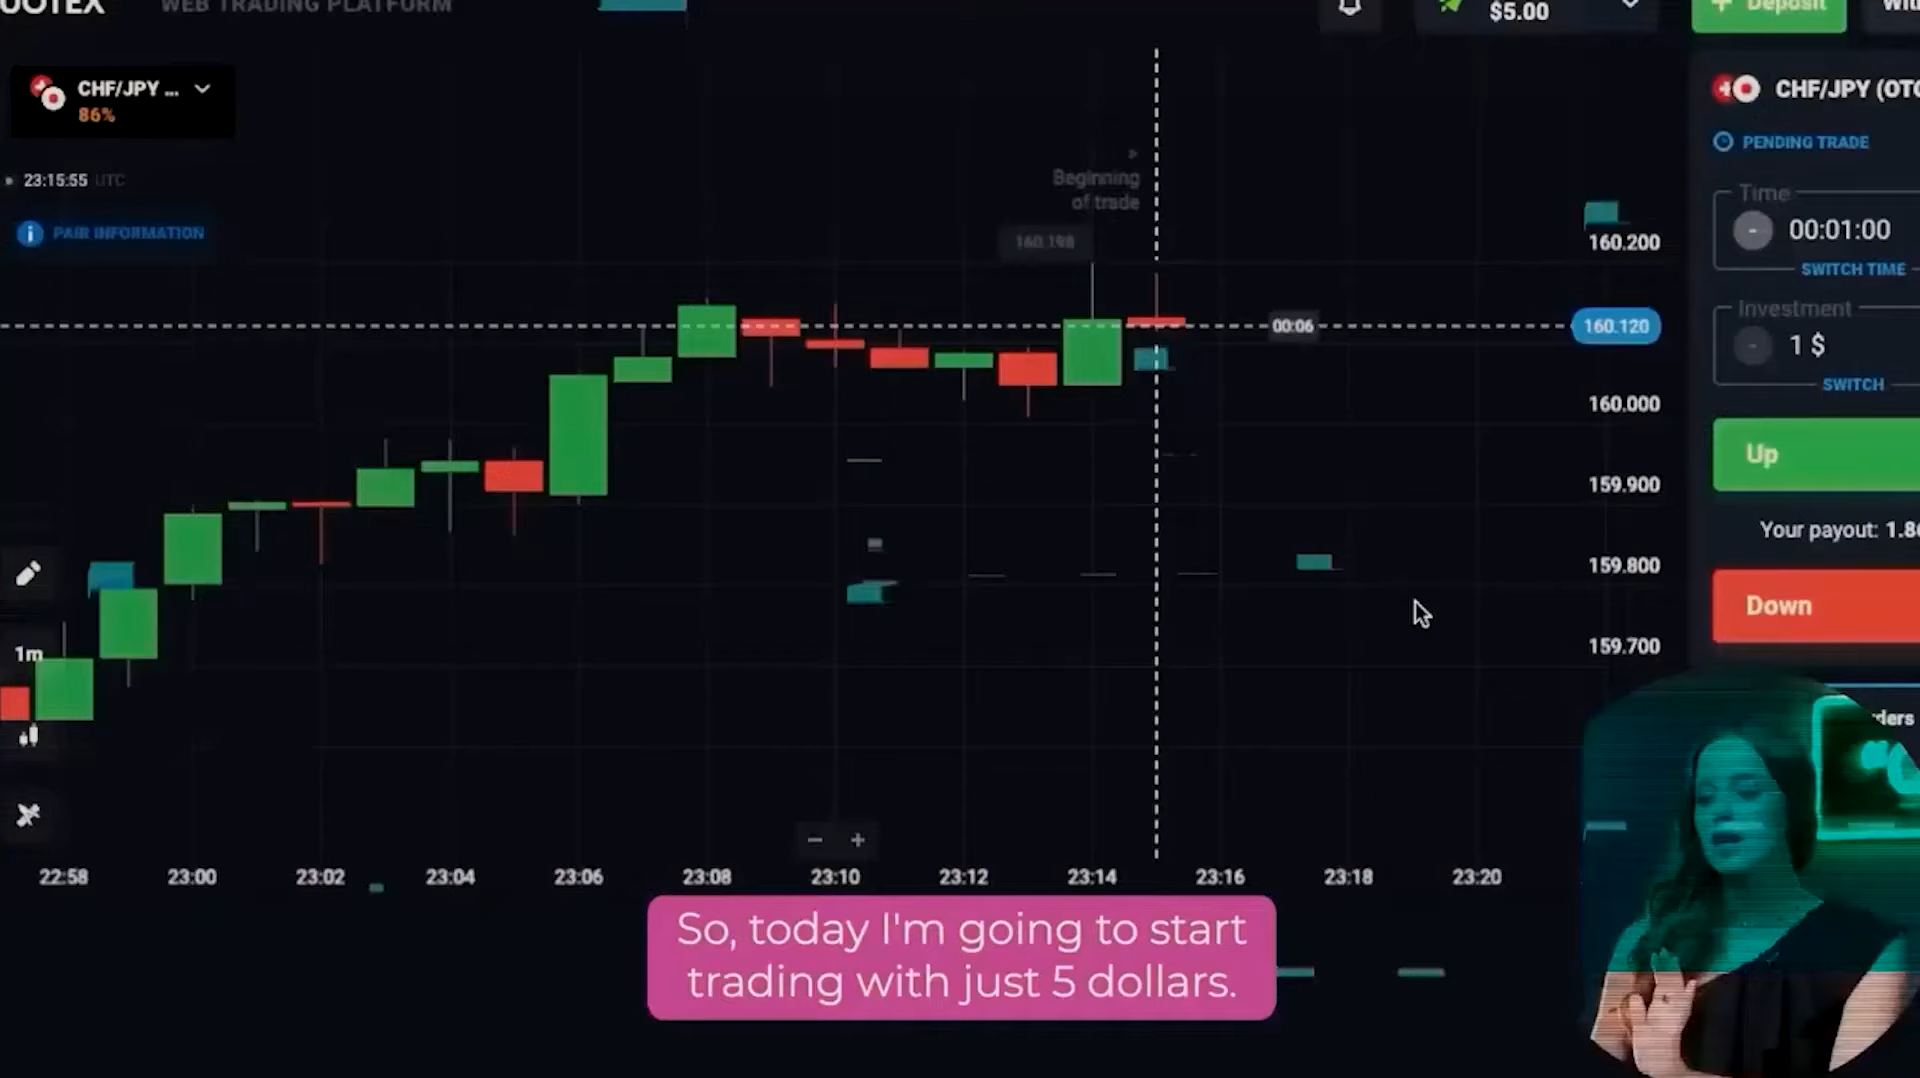 WEB TRADING PLATFORM
$5.00
Deposit
CHF/JPY ...
86%
CHF/JPY (OTC
23:15:55 UTC
PENDING TRADE
Beginning
of trade
PAIR INFORMATION
Time
00:01:00
SWITCH TIME
160.198
160.200
Investment
1 $
SWITCH
00:06
160.120
160.000
159.900
159.800
159.700
Up
Your payout: 1.8
Down
1m
22:58
23:00
23:02
23:04
23:06
23:08
23:10
23:12
23:14
23:16
23:18
23:20
So, today I'm going to start
trading with just 5 dollars.